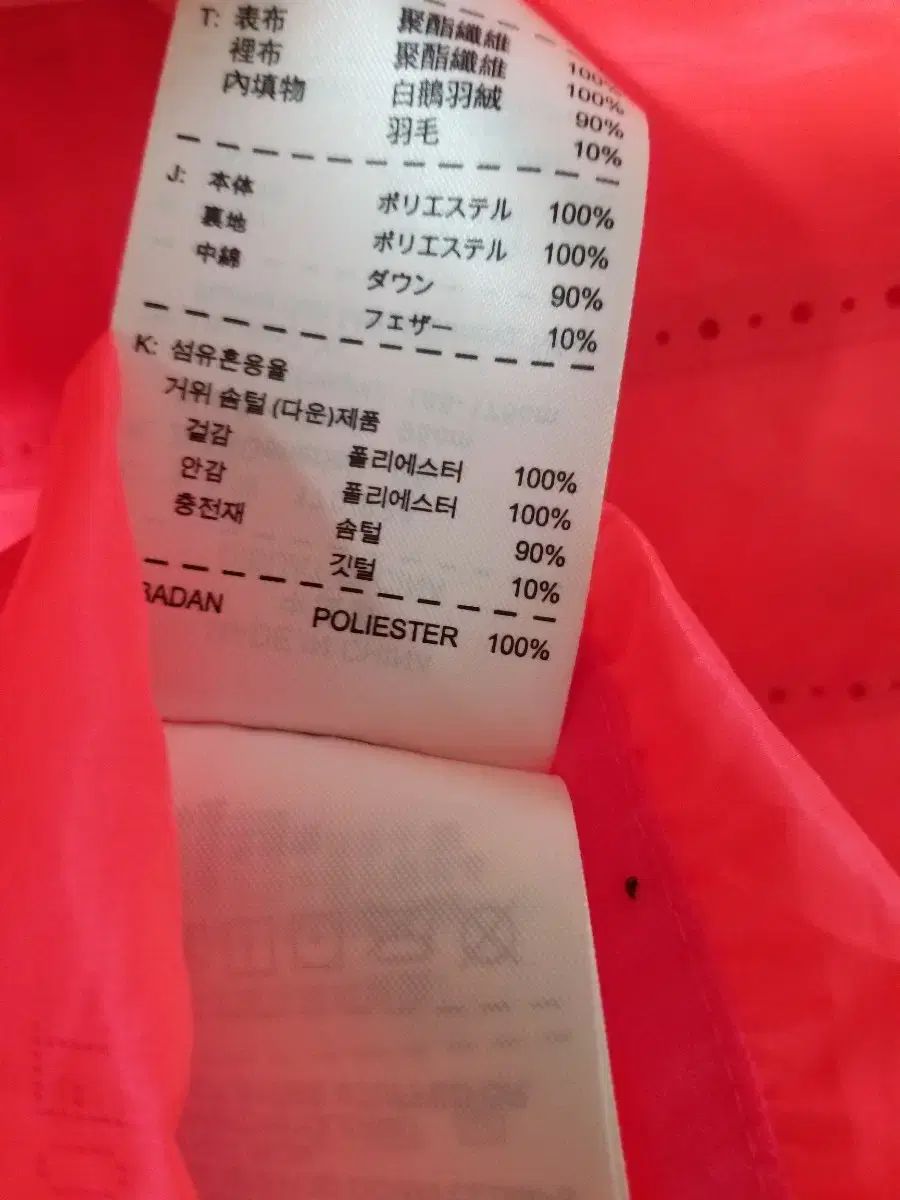 T: 表布 聚酯纖維 100%
裡布 聚酯纖維 100%
內填物 白鵝羽絨 90%
羽毛 10%
J: 本体 ポリエステル 100%
裏地 ポリエステル 100%
中綿 ダウン 90%
フェザー 10%
K: 섬유혼용율
거위 솜털 (다운)제품
겉감 폴리에스터 100%
안감 폴리에스터 100%
충전재 솜털 90%
깃털 10%
BADAN POLIESTER 100%